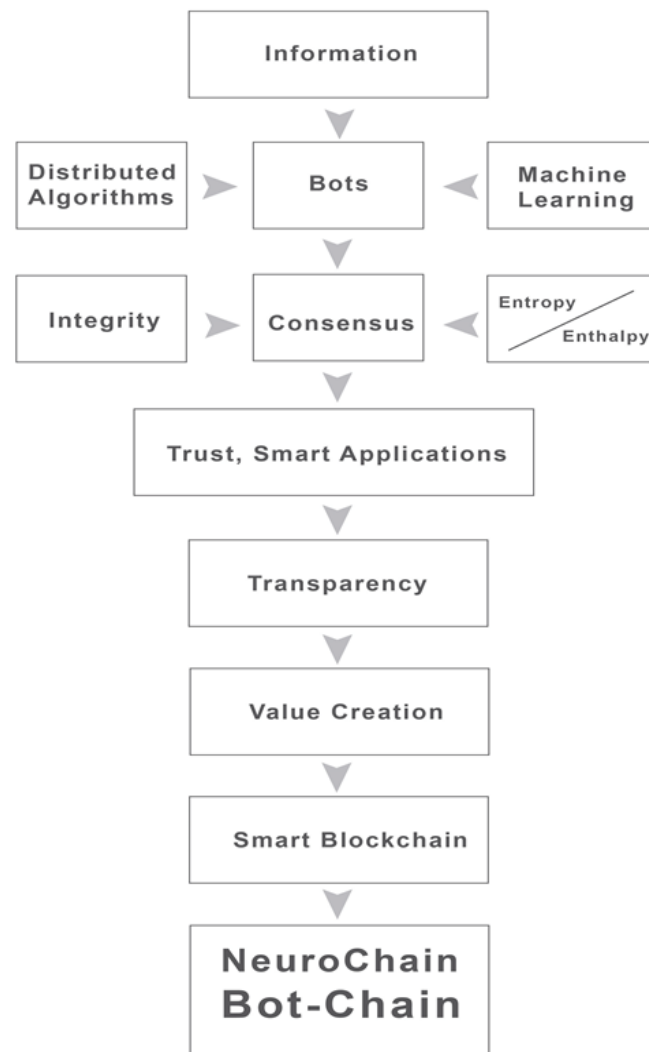 Information
Distributed
Algorithms
Bots
Machine
Learning
Integrity
Consensus
Entropy
Enthalpy
Trust, Smart Applications
Transparency
Value Creation
Smart Blockchain
NeuroChain
Bot-Chain